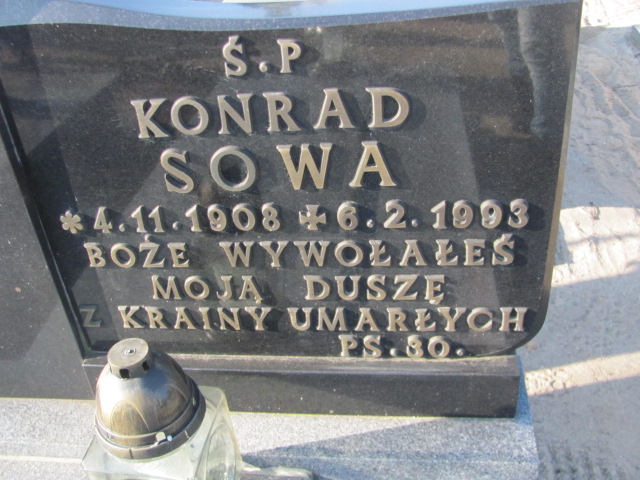 Ś.P
KONRAD
SOWA
* 4.11.1908 ✠ 6.2.1993
BOŻE WYWOŁAŁEŚ
MOJĄ DUSZĘ
Z KRAINY UMARŁYCH
PS.30.